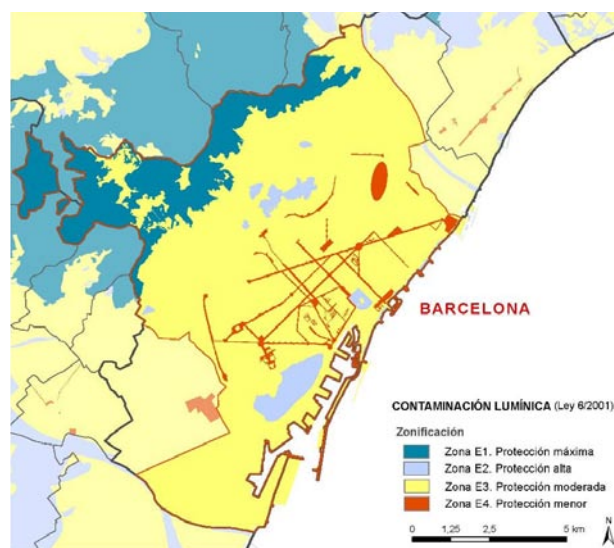 BARCELONA
CONTAMINACIÓN LUMÍNICA (Ley 6/2001)
Zonificación
Zona E1. Protección máxima
Zona E2. Protección alta
Zona E3. Protección moderada
Zona E4. Protección menor
0 1,25 2,5 5 km
N